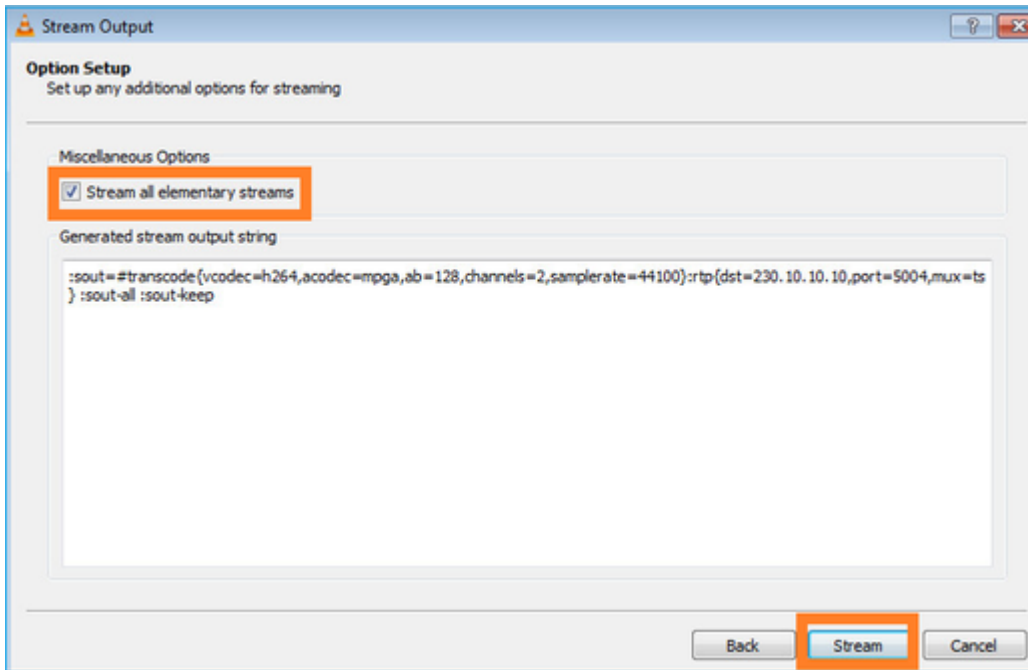 Stream Output
Option Setup
Set up any additional options for streaming
Miscellaneous Options
Stream all elementary streams
Generated stream output string
:sout=#transcode{vcodec=h264,acodec=mpga,ab=128,channels=2,samplerate=44100}:rtp{dst=230.10.10.10,port=5004,mux=ts
} :sout-all :sout-keep
Back Stream Cancel